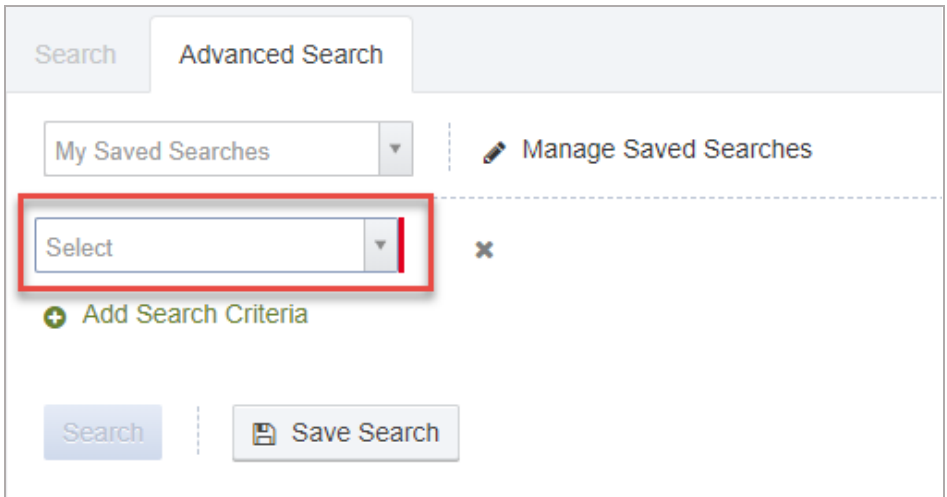 Search Advanced Search
My Saved Searches Manage Saved Searches
Select
Add Search Criteria
Search Save Search